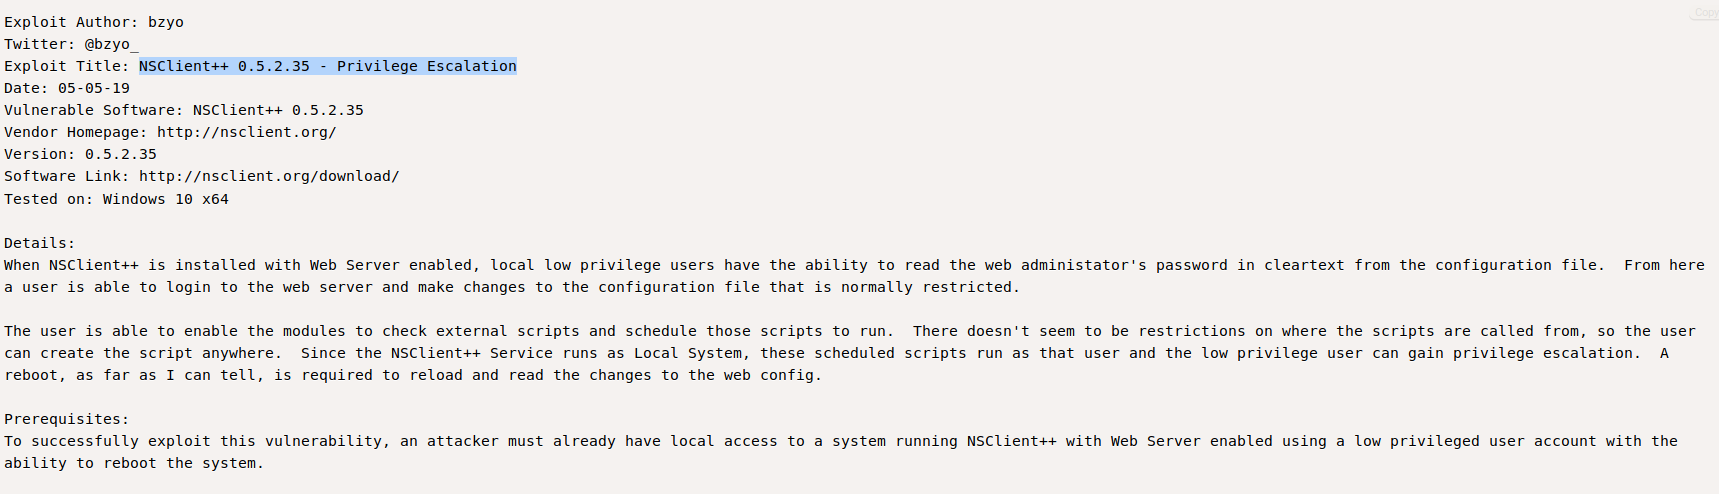 Copy
Exploit Author: bzyo
Twitter: @bzyo_
Exploit Title: NSClient++ 0.5.2.35 - Privilege Escalation
Date: 05-05-19
Vulnerable Software: NSClient++ 0.5.2.35
Vendor Homepage: http://nsclient.org/
Version: 0.5.2.35
Software Link: http://nsclient.org/download/
Tested on: Windows 10 x64
Details:
When NSClient++ is installed with Web Server enabled, local low privilege users have the ability to read the web administator's password in cleartext from the configuration file.  From here
a user is able to login to the web server and make changes to the configuration file that is normally restricted.
The user is able to enable the modules to check external scripts and schedule those scripts to run.  There doesn't seem to be restrictions on where the scripts are called from, so the user
can create the script anywhere.  Since the NSClient++ Service runs as Local System, these scheduled scripts run as that user and the low privilege user can gain privilege escalation.  A
reboot, as far as I can tell, is required to reload and read the changes to the web config.
Prerequisites:
To successfully exploit this vulnerability, an attacker must already have local access to a system running NSClient++ with Web Server enabled using a low privileged user account with the
ability to reboot the system.